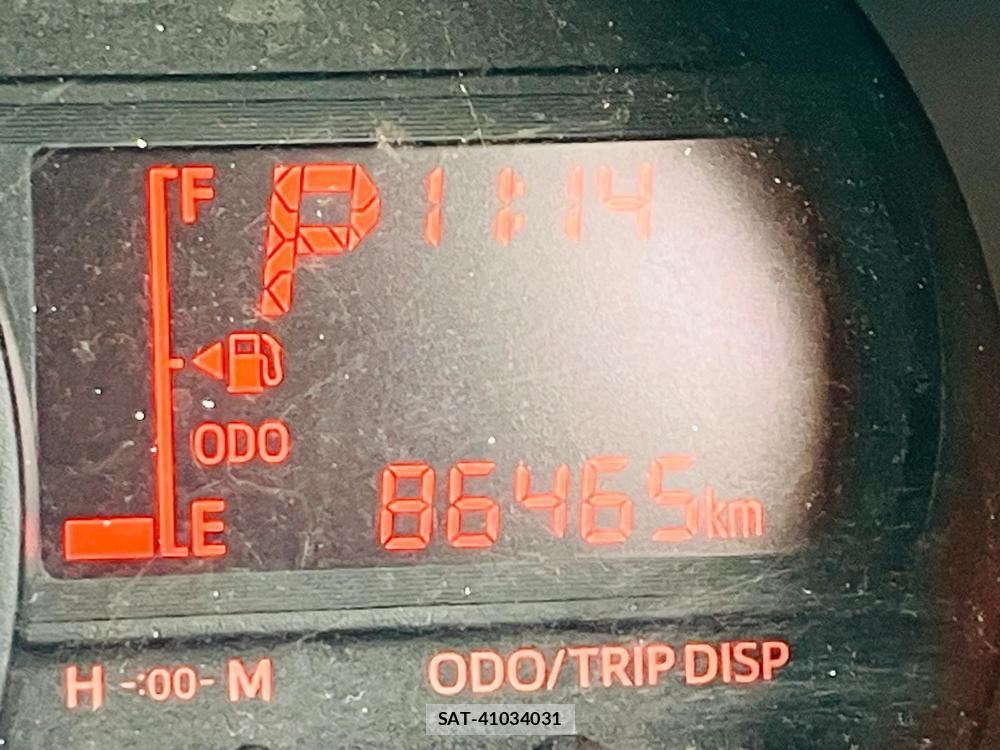 F P 11:14
ODO
E 86465km
H -:00- M ODO/TRIP DISP
SAT-41034031